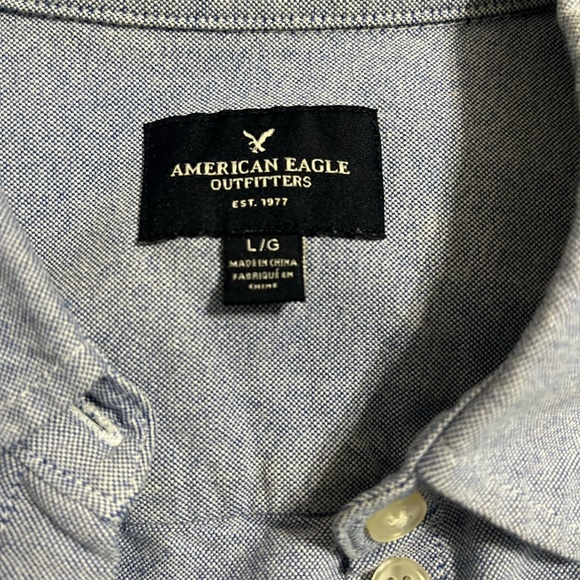 AMERICAN EAGLE
OUTFITTERS
EST. 1977
L/G
MADE IN CHINA
FABRIQUÉ EN
CHINE